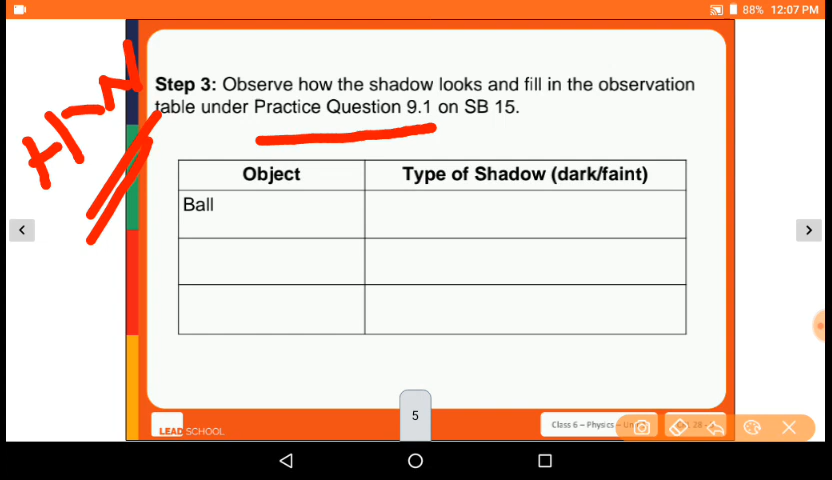 88% 12:07 PM
HW
Step 3: Observe how the shadow looks and fill in the observation
table under Practice Question 9.1 on SB 15.
Object Type of Shadow (dark/faint)
Ball
5
LEAD SCHOOL
Class 6 – Physics –